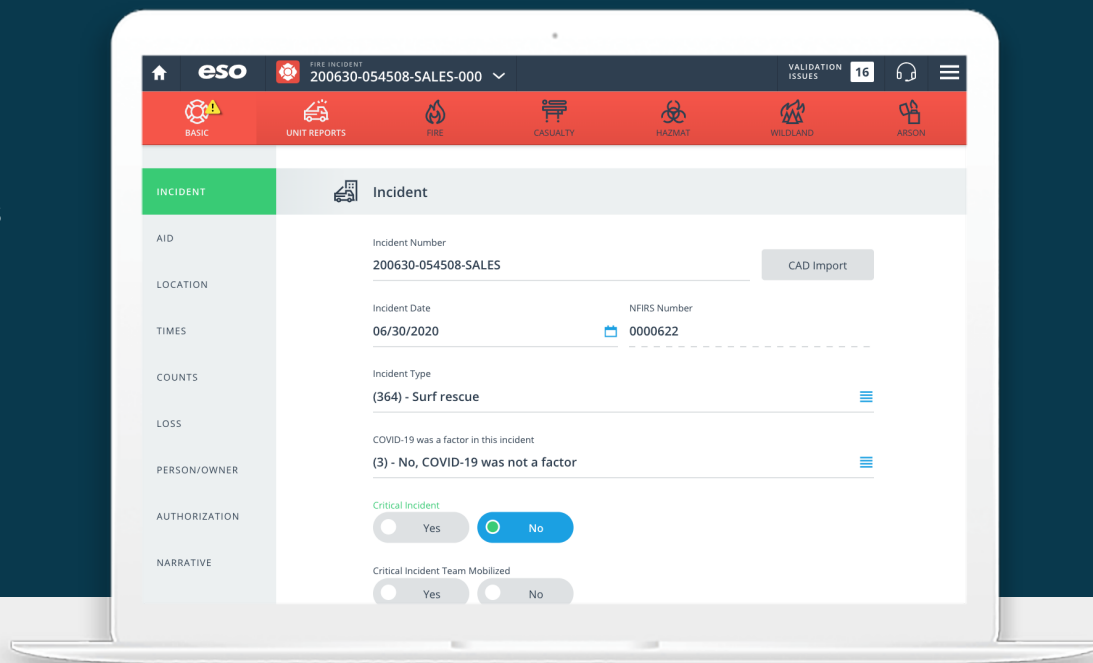 eso
FIRE INCIDENT
200630-054508-SALES-000
VALIDATION
ISSUES
16
BASIC
UNIT REPORTS
FIRE
CASUALTY
HAZMAT
WILDLAND
ARSON
INCIDENT
AID
LOCATION
TIMES
COUNTS
LOSS
PERSON/OWNER
AUTHORIZATION
NARRATIVE
Incident
Incident Number
200630-054508-SALES
CAD Import
Incident Date
NFIRS Number
06/30/2020
0000622
Incident Type
(364) - Surf rescue
COVID-19 was a factor in this incident
(3) - No, COVID-19 was not a factor
Critical Incident
Yes
No
Critical Incident Team Mobilized
Yes
No